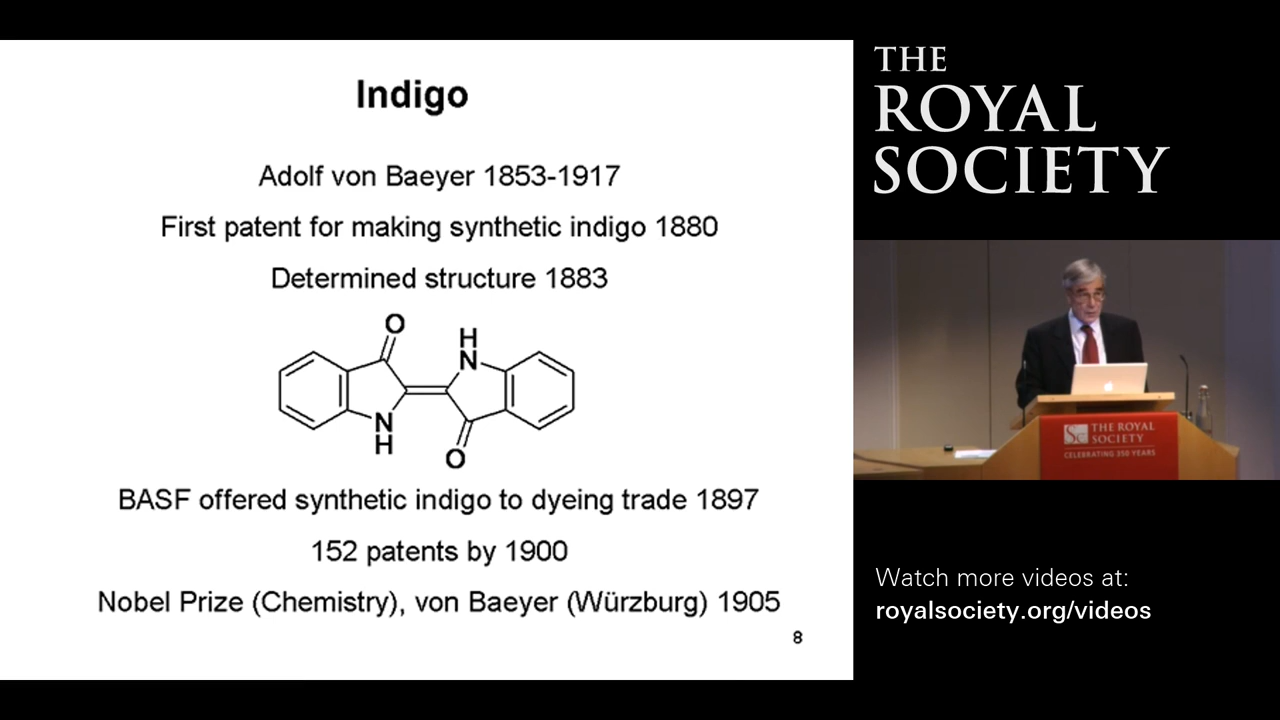 Indigo
Adolf von Baeyer 1853-1917
First patent for making synthetic indigo 1880
Determined structure 1883
O
H
N
N
H
O
BASF offered synthetic indigo to dyeing trade 1897
152 patents by 1900
Nobel Prize (Chemistry), von Baeyer (Würzburg) 1905
8
THE
ROYAL
SOCIETY
THE ROYAL
SOCIETY
CELEBRATING 350 YEARS
Watch more videos at:
royalsociety.org/videos